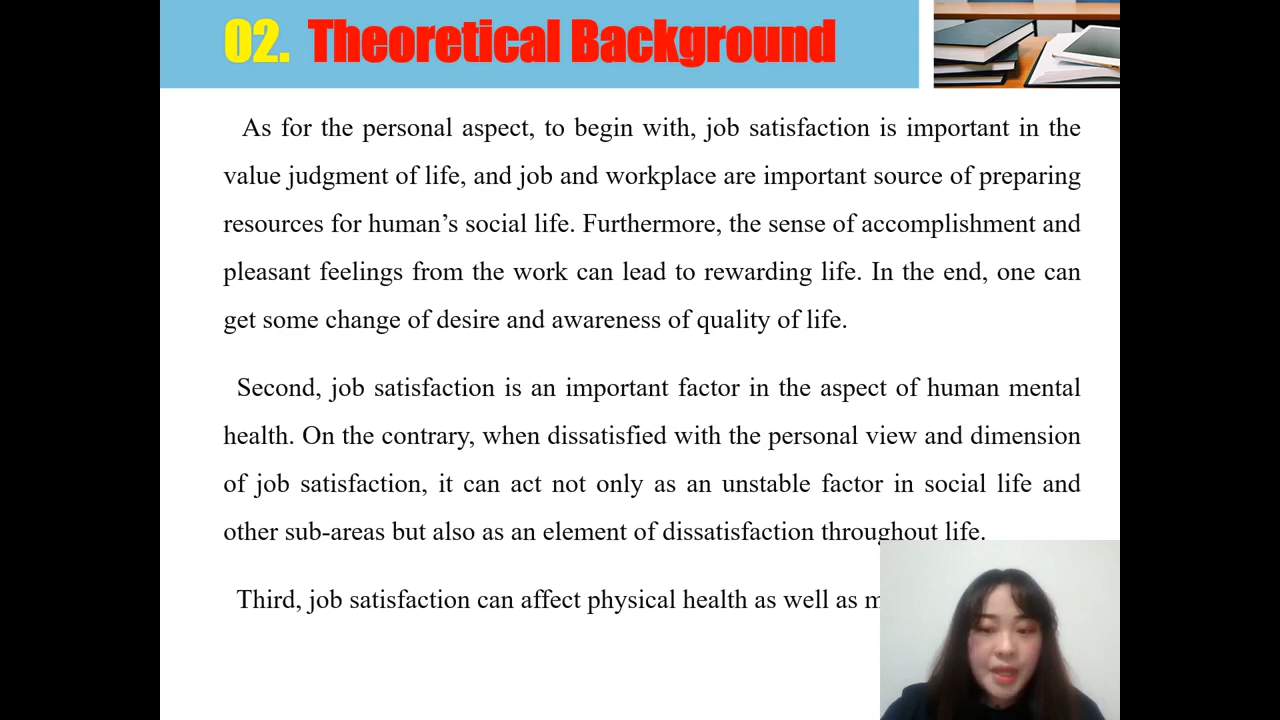 02. Theoretical Background
As for the personal aspect, to begin with, job satisfaction is important in the
value judgment of life, and job and workplace are important source of preparing
resources for human’s social life. Furthermore, the sense of accomplishment and
pleasant feelings from the work can lead to rewarding life. In the end, one can
get some change of desire and awareness of quality of life.
Second, job satisfaction is an important factor in the aspect of human mental
health. On the contrary, when dissatisfied with the personal view and dimension
of job satisfaction, it can act not only as an unstable factor in social life and
other sub-areas but also as an element of dissatisfaction throughout life.
Third, job satisfaction can affect physical health as well as